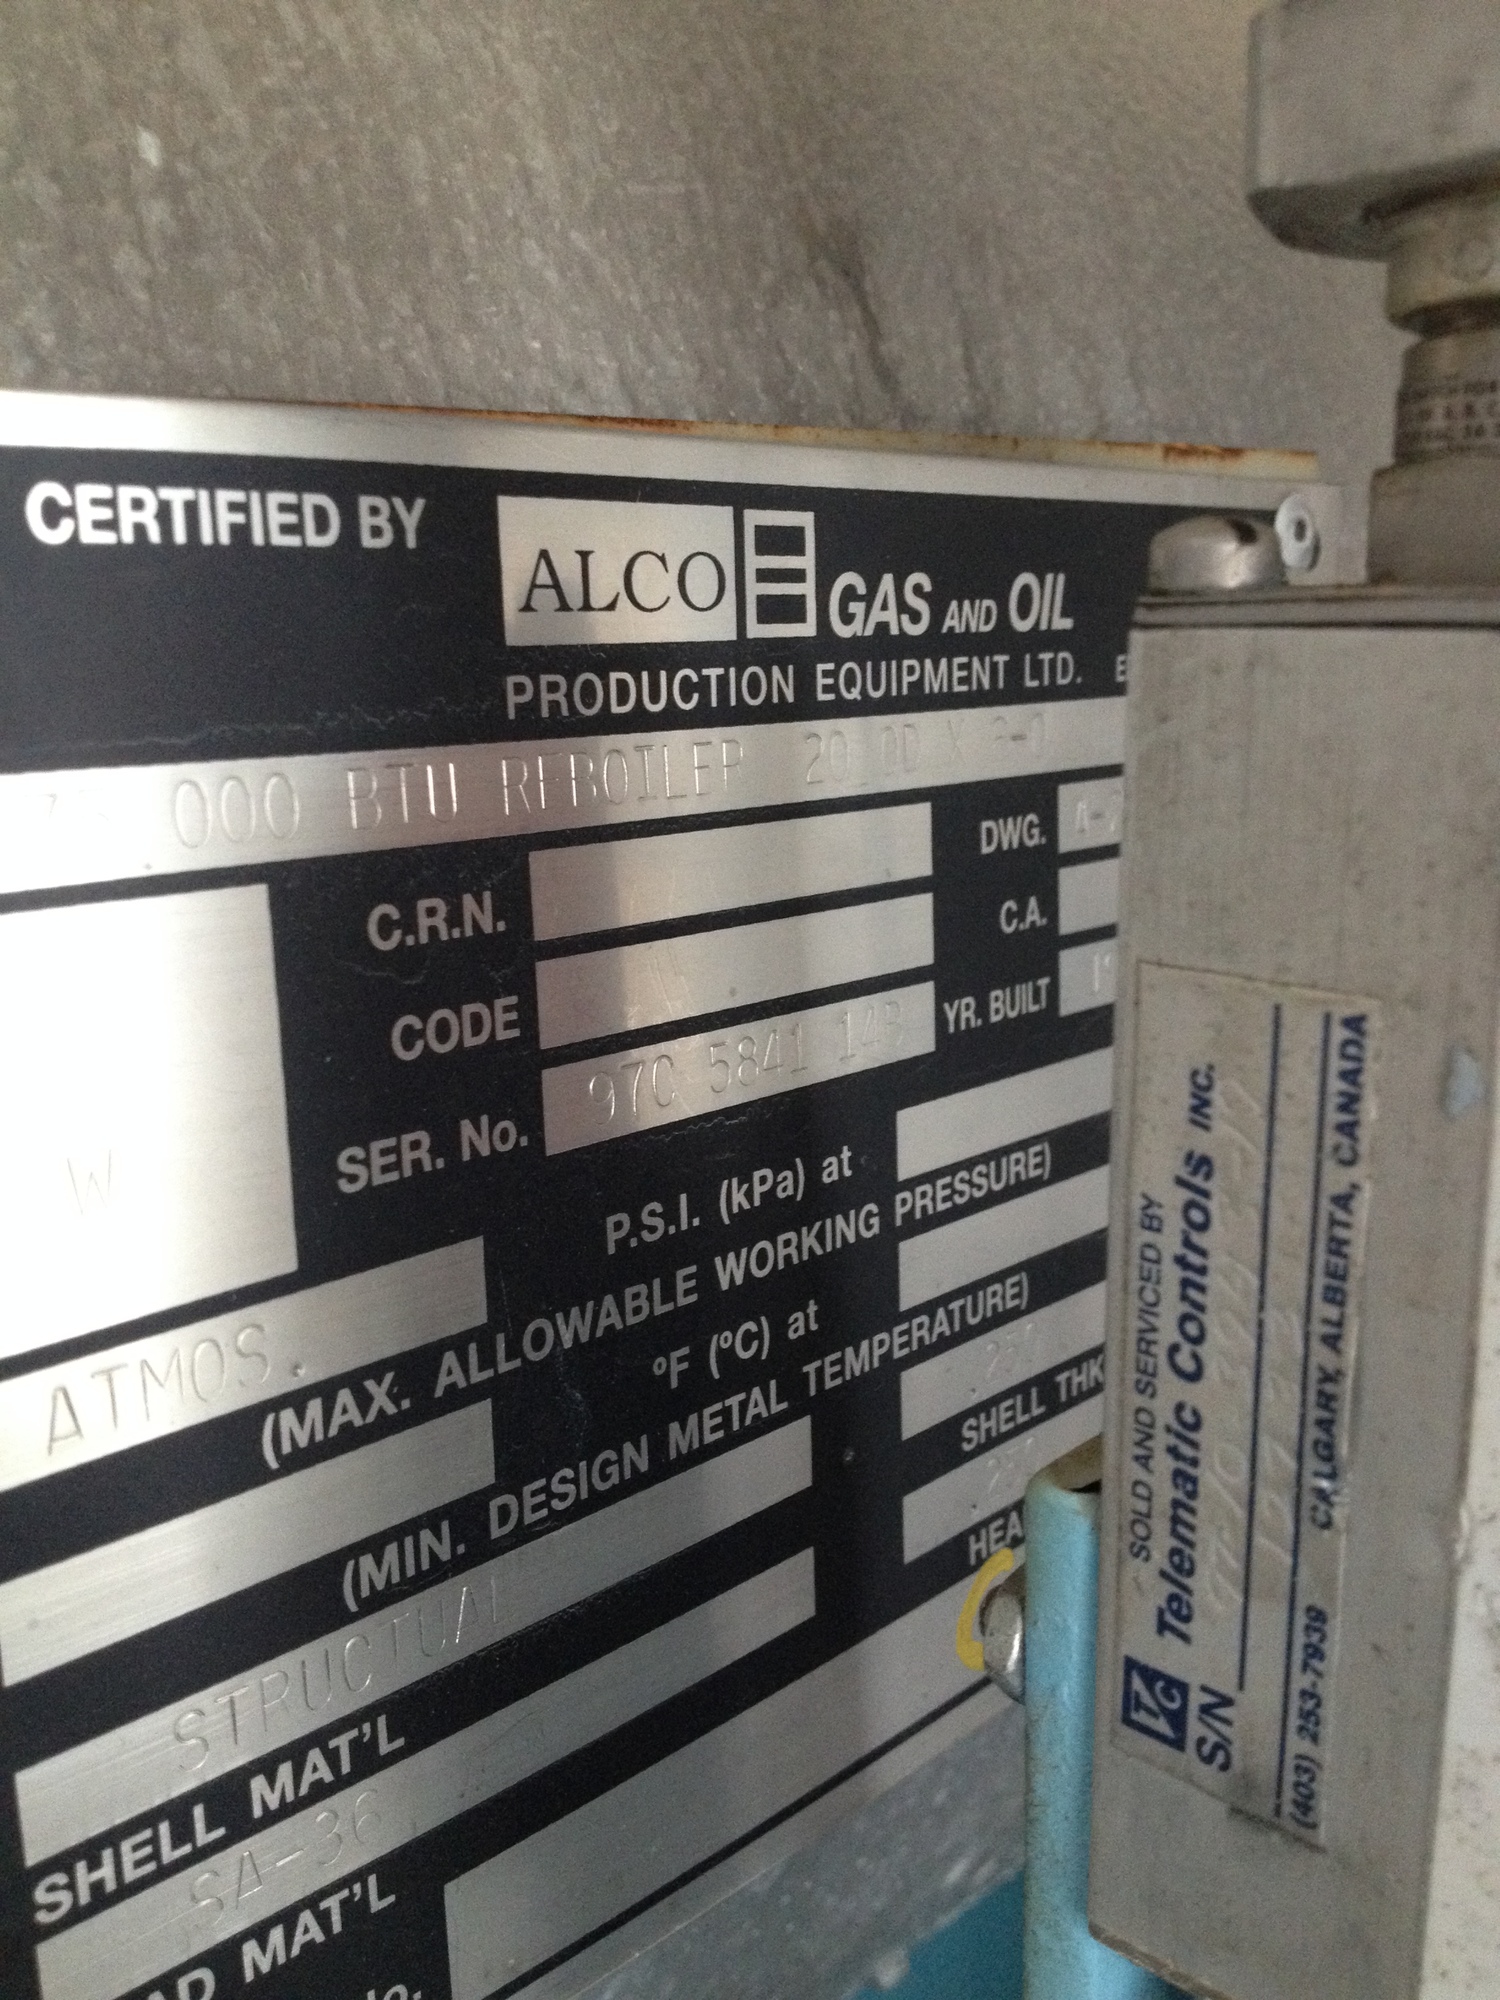 CERTIFIED BY
ALCO GAS AND OIL
PRODUCTION EQUIPMENT LTD.
000 BTU REBOILER 20 OD X
DWG.
C.R.N.
C.A.
CODE
YR. BUILT
SER. No. 97C 5841 14B
W
P.S.I. (kPa) at
ATMOS.
(MAX. ALLOWABLE WORKING PRESSURE)
°F (°C) at
(MIN. DESIGN METAL TEMPERATURE)
SHELL THK
STRUCTUAL
SHELL MAT'L
SA-36
MAT'L
SOLD AND SERVICED BY
Telematic Controls INC.
S/N
(403) 253-7939 CALGARY, ALBERTA, CANADA